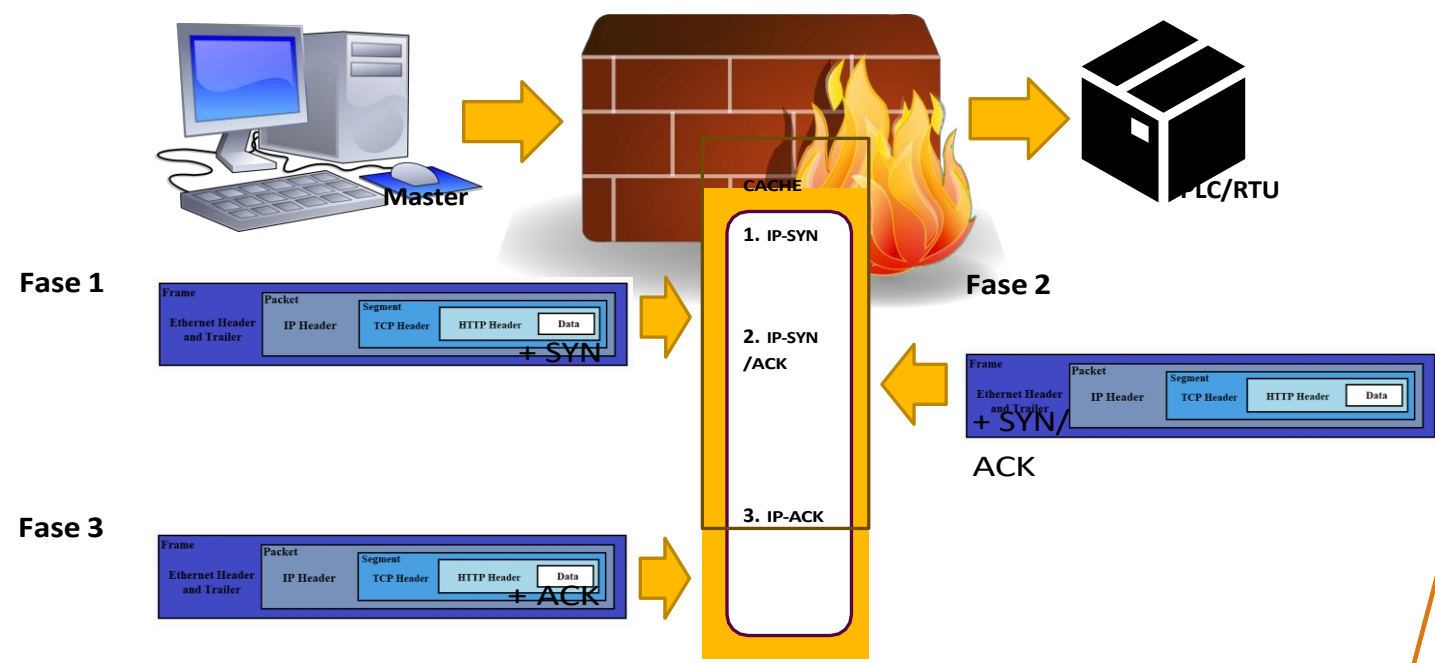 Master
PLC/RTU
CACHE
1. IP-SYN
Fase 1
Fase 2
Frame
Packet
Segment
Ethernet Header
and Trailer
IP Header
TCP Header
HTTP Header
Data
+ SYN
2. IP-SYN
/ACK
Frame
Packet
Segment
Ethernet Header
and Trailer
IP Header
TCP Header
HTTP Header
Data
+ SYN/
ACK
3. IP-ACK
Fase 3
Frame
Packet
Segment
Ethernet Header
and Trailer
IP Header
TCP Header
HTTP Header
Data
+ ACK